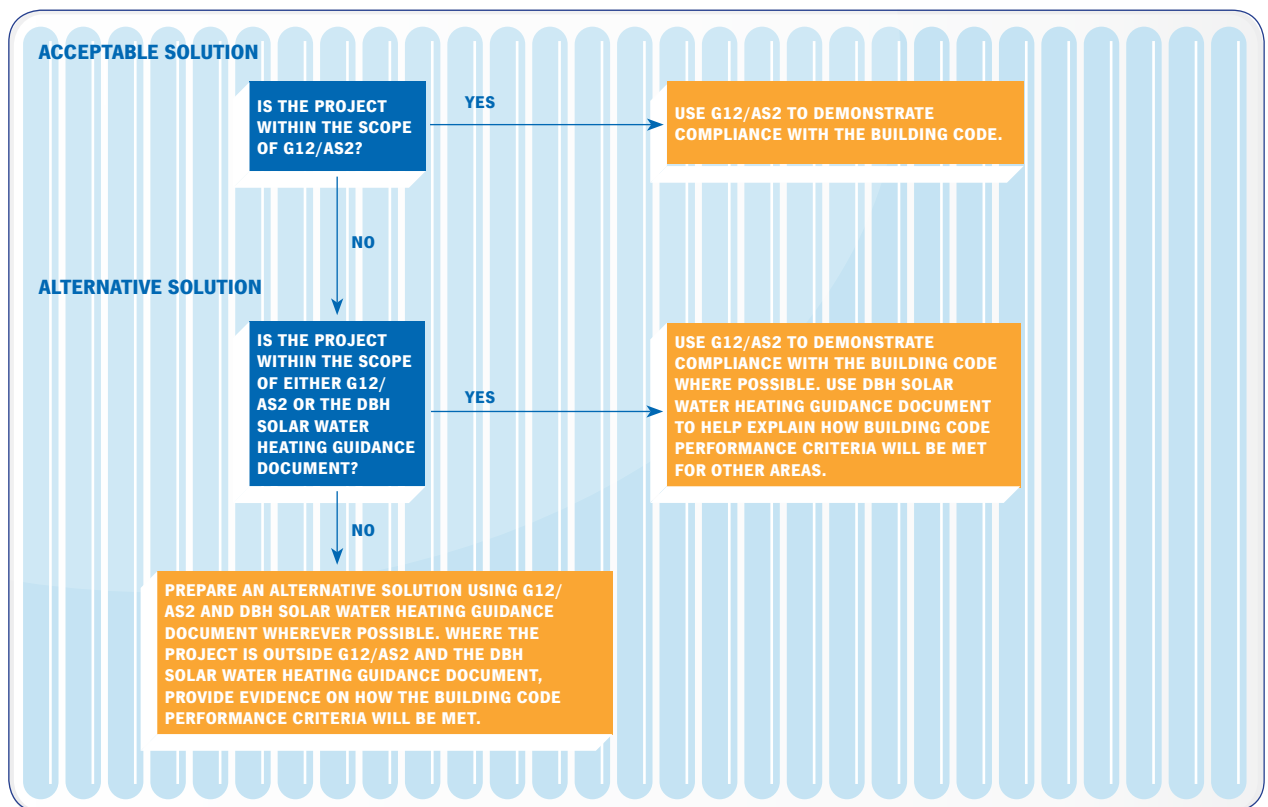 ACCEPTABLE SOLUTION
IS THE PROJECT
WITHIN THE SCOPE
OF G12/AS2?
YES
USE G12/AS2 TO DEMONSTRATE
COMPLIANCE WITH THE BUILDING CODE.
NO
ALTERNATIVE SOLUTION
IS THE PROJECT
WITHIN THE SCOPE
OF EITHER G12/
AS2 OR THE DBH
SOLAR WATER
HEATING GUIDANCE
DOCUMENT?
YES
USE G12/AS2 TO DEMONSTRATE
COMPLIANCE WITH THE BUILDING CODE
WHERE POSSIBLE. USE DBH SOLAR
WATER HEATING GUIDANCE DOCUMENT
TO HELP EXPLAIN HOW BUILDING CODE
PERFORMANCE CRITERIA WILL BE MET
FOR OTHER AREAS.
NO
PREPARE AN ALTERNATIVE SOLUTION USING G12/
AS2 AND DBH SOLAR WATER HEATING GUIDANCE
DOCUMENT WHEREVER POSSIBLE. WHERE THE
PROJECT IS OUTSIDE G12/AS2 AND THE DBH
SOLAR WATER HEATING GUIDANCE DOCUMENT,
PROVIDE EVIDENCE ON HOW THE BUILDING CODE
PERFORMANCE CRITERIA WILL BE MET.